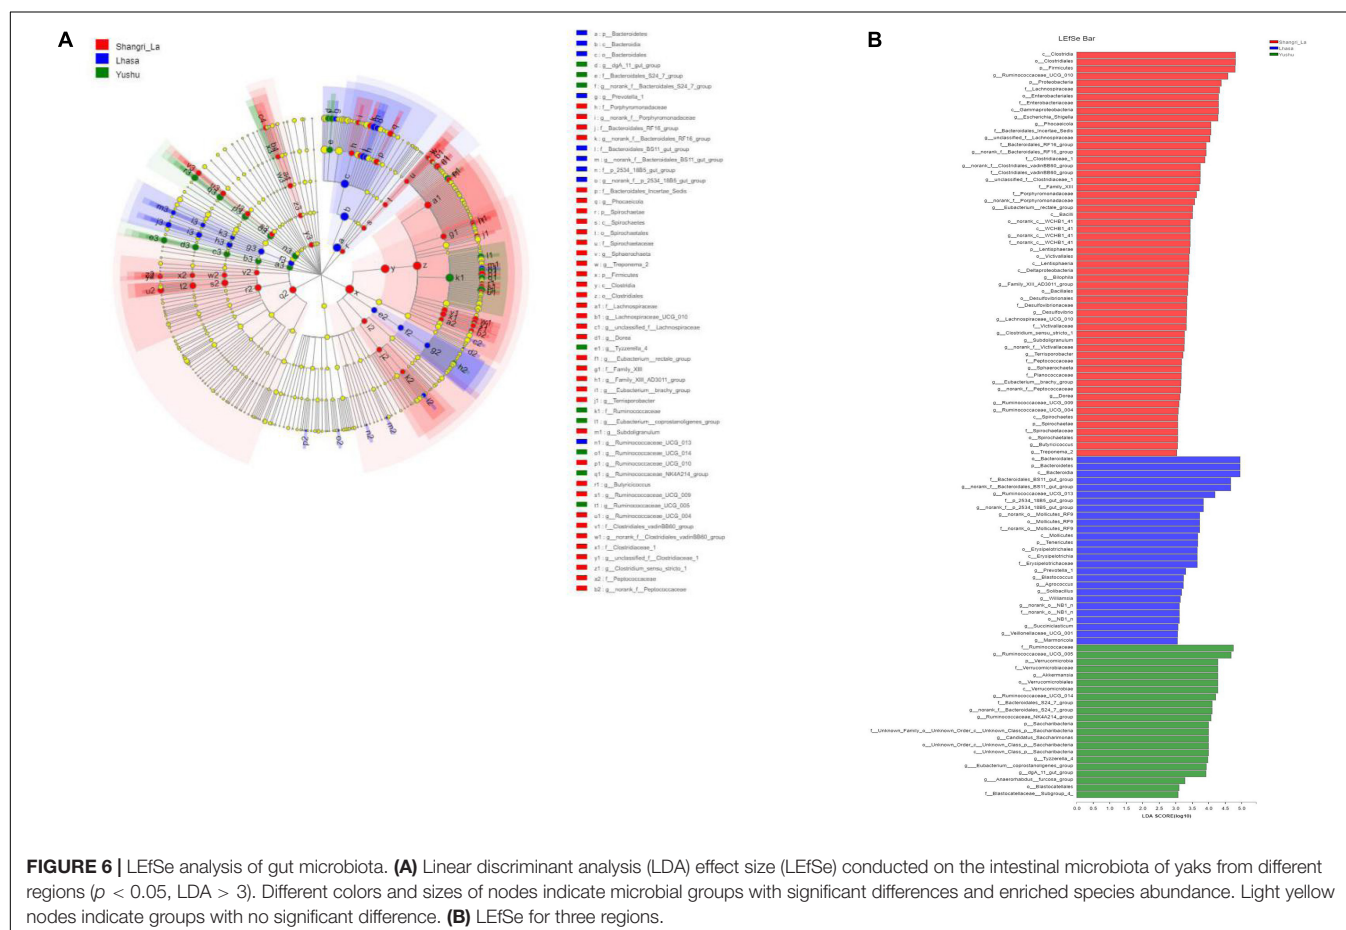 A
Shangri_La
Lhasa
Yushu
a : p__Bacteroidetes
b : c__Bacteroidia
c : o__Bacteroidales
d : g__dgA_11_gut_group
e : f__Bacteroidales_S24_7_group
f : g__norank_f__Bacteroidales_S24_7_group
g : g__Prevotella_1
h : f__Porphyromonadaceae
i : g__norank_f__Porphyromonadaceae
j : f__Bacteroidales_RF16_group
k : g__norank_f__Bacteroidales_RF16_group
l : f__Bacteroidales_BS11_gut_group
m : g__norank_f__Bacteroidales_BS11_gut_group
n : f__p_2534_18B5_gut_group
o : g__norank_f__p_2534_18B5_gut_group
p : f__Bacteroidales_Incertae_Sedis
q : g__Phocaeicola
r : p__Spirochaetae
s : c__Spirochaetes
t : o__Spirochaetales
u : f__Spirochaetaceae
v : g__Sphaerochaeta
w : g__Treponema_2
x : p__Firmicutes
y : c__Clostridia
z : o__Clostridiales
a1 : f__Lachnospiraceae
b1 : g__Lachnospiraceae_UCG_010
c1 : g__unclassified_f__Lachnospiraceae
d1 : g__Dorea
e1 : g__Tyzzerella_4
f1 : g___Eubacterium__rectale_group
g1 : f__Family_XIII
h1 : g__Family_XIII_AD3011_group
i1 : g___Eubacterium__brachy_group
j1 : g__Terrisporobacter
k1 : f__Ruminococcaceae
l1 : g___Eubacterium__coprostanoligenes_group
m1 : g__Subdoligranulum
n1 : g__Ruminococcaceae_UCG_013
o1 : g__Ruminococcaceae_UCG_014
p1 : g__Ruminococcaceae_UCG_010
q1 : g__Ruminococcaceae_NK4A214_group
r1 : g__Butyricicoccus
s1 : g__Ruminococcaceae_UCG_009
t1 : g__Ruminococcaceae_UCG_005
u1 : g__Ruminococcaceae_UCG_004
v1 : f__Clostridiales_vadinBB60_group
w1 : g__norank_f__Clostridiales_vadinBB60_group
x1 : f__Clostridiaceae_1
y1 : g__unclassified_f__Clostridiaceae_1
z1 : g__Clostridium_sensu_stricto_1
a2 : f__Peptococcaceae
b2 : g__norank_f__Peptococcaceae
B
LEfSe Bar
Shangri_La
Lhasa
Yushu
c__Clostridia
o__Clostridiales
p__Firmicutes
g__Ruminococcaceae_UCG_010
p__Proteobacteria
f__Lachnospiraceae
o__Enterobacteriales
f__Enterobacteriaceae
c__Gammaproteobacteria
g__Escherichia_Shigella
g__Phocaeicola
f__Bacteroidales_Incertae_Sedis
g__unclassified_f__Lachnospiraceae
f__Bacteroidales_RF16_group
g__norank_f__Bacteroidales_RF16_group
f__Clostridiaceae_1
g__norank_f__Clostridiales_vadinBB60_group
f__Clostridiales_vadinBB60_group
g__unclassified_f__Clostridiaceae_1
f__Family_XIII
f__Porphyromonadaceae
g__norank_f__Porphyromonadaceae
g___Eubacterium__rectale_group
c__Bacilli
o__norank_c__WCHB1_41
c__WCHB1_41
g__norank_c__WCHB1_41
f__norank_c__WCHB1_41
p__Lentisphaerae
o__Victivallales
c__Lentisphaeria
c__Deltaproteobacteria
g__Bilophila
g__Family_XIII_AD3011_group
o__Bacillales
o__Desulfovibrionales
f__Desulfovibrionaceae
g__Desulfovibrio
g__Lachnospiraceae_UCG_010
f__Victivallaceae
g__Clostridium_sensu_stricto_1
g__Subdoligranulum
g__norank_f__Victivallaceae
g__Terrisporobacter
f__Peptococcaceae
g__Sphaerochaeta
f__Planococcaceae
g___Eubacterium__brachy_group
g__norank_f__Peptococcaceae
g__Dorea
g__Ruminococcaceae_UCG_009
g__Ruminococcaceae_UCG_004
c__Spirochaetes
p__Spirochaetae
f__Spirochaetaceae
o__Spirochaetales
g__Butyricicoccus
g__Treponema_2
o__Bacteroidales
p__Bacteroidetes
c__Bacteroidia
f__Bacteroidales_BS11_gut_group
g__norank_f__Bacteroidales_BS11_gut_group
g__Ruminococcaceae_UCG_013
f__p_2534_18B5_gut_group
g__norank_f__p_2534_18B5_gut_group
g__norank_o__Mollicutes_RF9
o__Mollicutes_RF9
f__norank_o__Mollicutes_RF9
c__Mollicutes
p__Tenericutes
o__Erysipelotrichales
c__Erysipelotrichia
f__Erysipelotrichaceae
g__Prevotella_1
g__Blastococcus
g__Agrococcus
g__Solibacillus
g__Williamsia
g__norank_o__NB1_n
f__norank_o__NB1_n
o__NB1_n
g__Succiniclasticum
g__Veillonellaceae_UCG_001
g__Marmoricola
f__Ruminococcaceae
g__Ruminococcaceae_UCG_005
p__Verrucomicrobia
f__Verrucomicrobiaceae
g__Akkermansia
o__Verrucomicrobiales
c__Verrucomicrobiae
g__Ruminococcaceae_UCG_014
f__Bacteroidales_S24_7_group
g__norank_f__Bacteroidales_S24_7_group
g__Ruminococcaceae_NK4A214_group
p__Saccharibacteria
f__Unknown_Family_o__Unknown_Order_c__Unknown_Class_p__Saccharibacteria
g__Candidatus_Saccharimonas
o__Unknown_Order_c__Unknown_Class_p__Saccharibacteria
c__Unknown_Class_p__Saccharibacteria
g__Tyzzerella_4
g___Eubacterium__coprostanoligenes_group
g__dgA_11_gut_group
g___Anaerorhabdus__furcosa_group
o__Blastocatellales
f__Blastocatellaceae__Subgroup_4_
0.0 0.5 1.0 1.5 2.0 2.5 3.0 3.5 4.0 4.5 5.0
LDA SCORE(log10)
FIGURE 6 | LEfSe analysis of gut microbiota. (A) Linear discriminant analysis (LDA) effect size (LEfSe) conducted on the intestinal microbiota of yaks from different
regions (p < 0.05, LDA > 3). Different colors and sizes of nodes indicate microbial groups with significant differences and enriched species abundance. Light yellow
nodes indicate groups with no significant difference. (B) LEfSe for three regions.